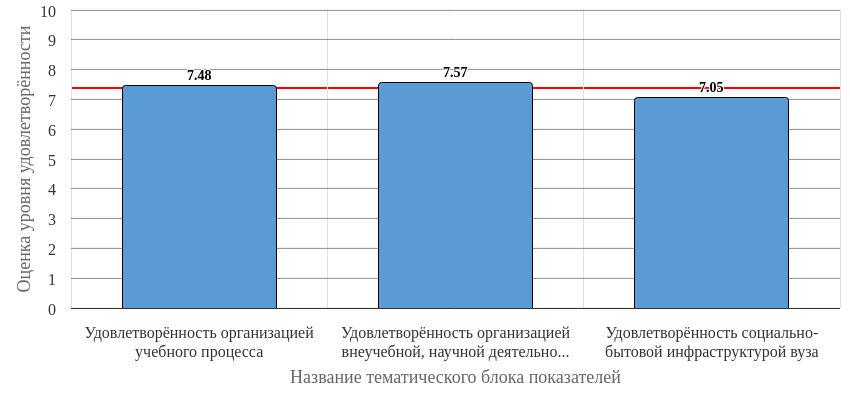 Оценка уровня удовлетворённости
10
9
8
7
6
5
4
3
2
1
0
7.48
7.57
7.05
Удовлетворённость организацией
учебного процесса
Удовлетворённость организацией
внеучебной, научной деятельно...
Удовлетворённость социально-
бытовой инфраструктурой вуза
Название тематического блока показателей